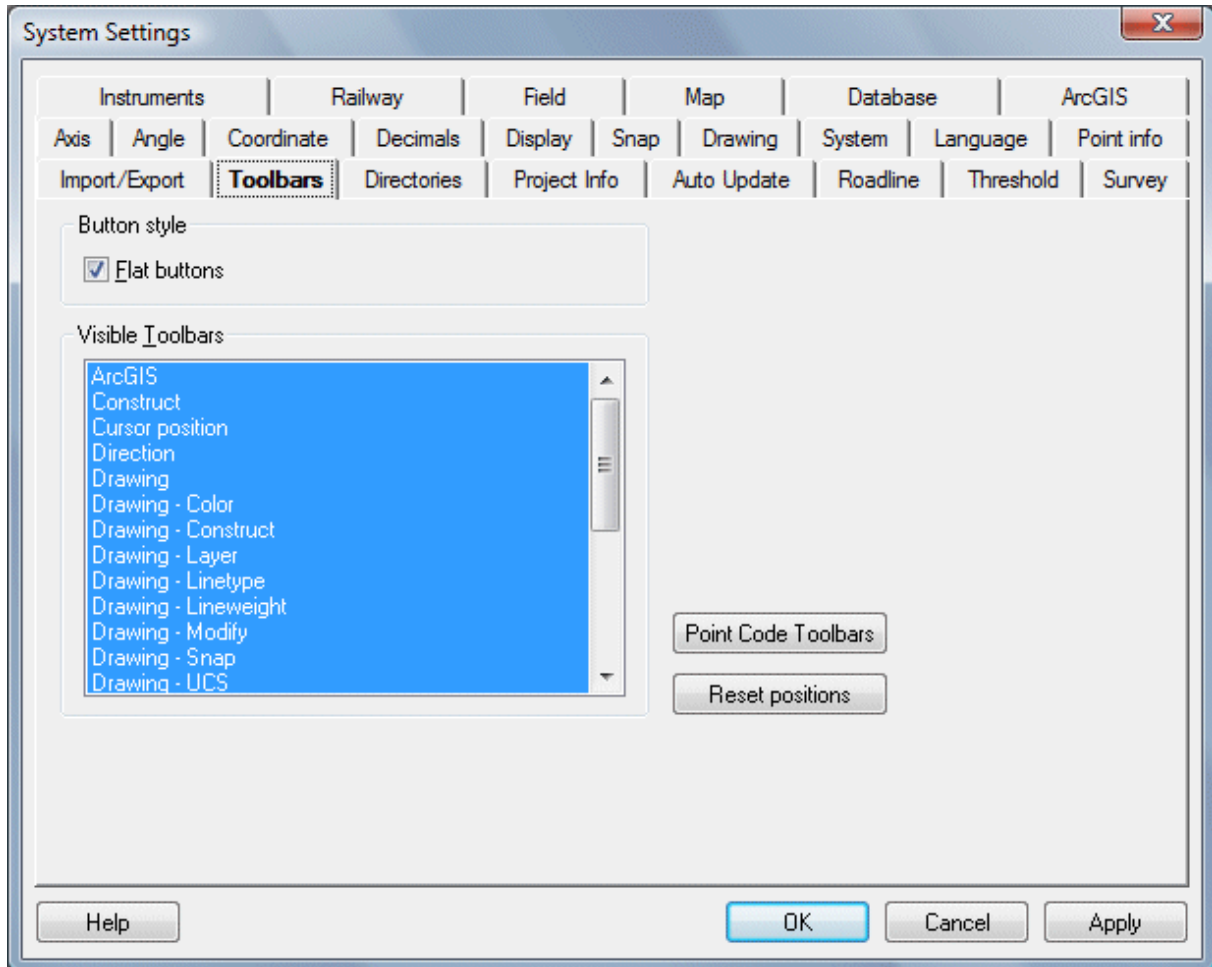 System Settings
Instruments Railway Field Map Database ArcGIS
Axis Angle Coordinate Decimals Display Snap Drawing System Language Point info
Import/Export Toolbars Directories Project Info Auto Update Roadline Threshold Survey
Button style
Flat buttons
Visible Toolbars
ArcGIS
Construct
Cursor position
Direction
Drawing
Drawing - Color
Drawing - Construct
Drawing - Layer
Drawing - Linetype
Drawing - Lineweight
Drawing - Modify
Drawing - Snap
Drawing - UCS
Point Code Toolbars
Reset positions
Help OK Cancel Apply